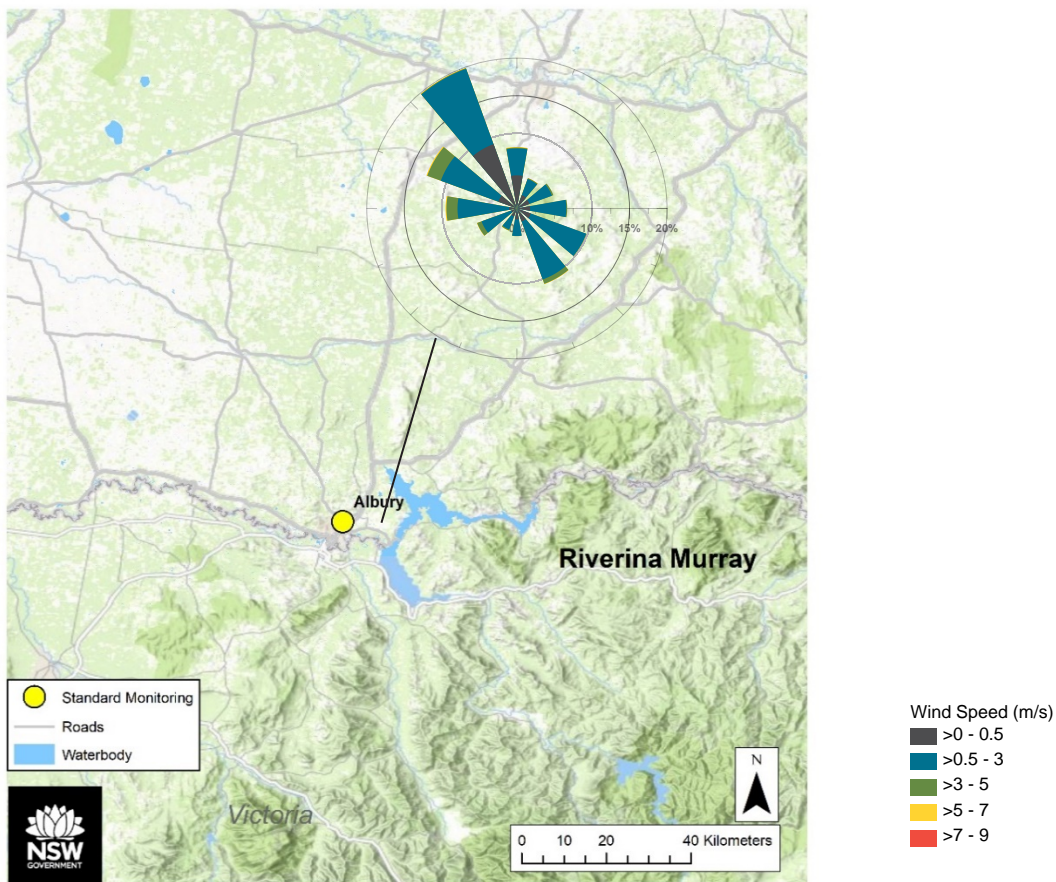 10%
15%
20%
Albury
Riverina Murray
Standard Monitoring
Roads
Waterbody
Victoria
NSW
GOVERNMENT
N
0 10 20 40 Kilometers
Wind Speed (m/s)
>0 - 0.5
>0.5 - 3
>3 - 5
>5 - 7
>7 - 9